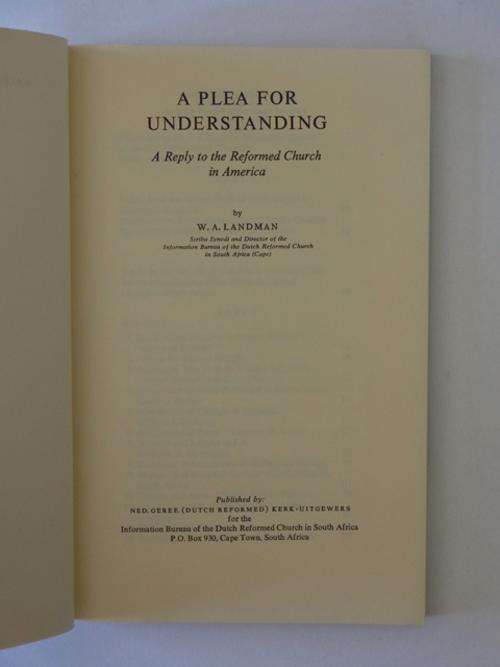 A PLEA FOR
UNDERSTANDING
A Reply to the Reformed Church
in America
by
W. A. LANDMAN
Scriba Synodi and Director of the
Information Bureau of the Dutch Reformed Church
in South Africa (Cape)
Published by:
NED. GEREF. (DUTCH REFORMED) KERK-UITGEWERS
for the
Information Bureau of the Dutch Reformed Church in South Africa
P.O. Box 930, Cape Town, South Africa